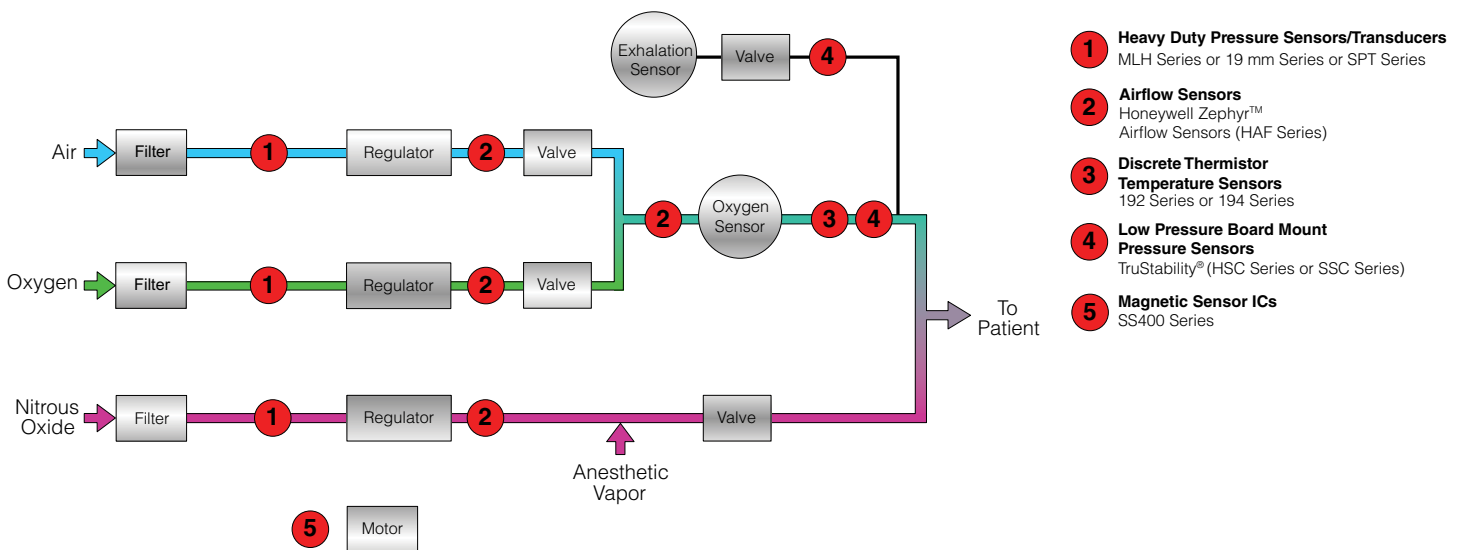 Exhalation
Sensor
Valve
4
Air
Filter
1
Regulator
2
Valve
2
Oxygen
Sensor
3
4
Oxygen
Filter
1
Regulator
2
Valve
To
Patient
Nitrous
Oxide
Filter
1
Regulator
2
Valve
Anesthetic
Vapor
5
Motor
1
Heavy Duty Pressure Sensors/Transducers
MLH Series or 19 mm Series or SPT Series
2
Airflow Sensors
Honeywell Zephyr™
Airflow Sensors (HAF Series)
3
Discrete Thermistor
Temperature Sensors
192 Series or 194 Series
4
Low Pressure Board Mount
Pressure Sensors
TruStability® (HSC Series or SSC Series)
5
Magnetic Sensor ICs
SS400 Series